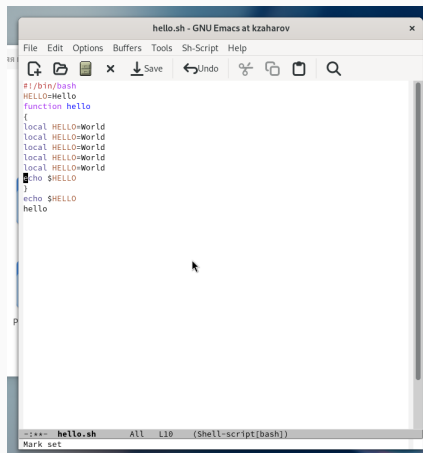 hello.sh - GNU Emacs at kzaharov
File Edit Options Buffers Tools Sh-Script Help
Save Undo
#!/bin/bash
HELLO=Hello
function hello
{
local HELLO=World
local HELLO=World
local HELLO=World
local HELLO=World
local HELLO=World
echo $HELLO
}
echo $HELLO
hello
-:**- hello.sh All L10 (Shell-script[bash])
Mark set